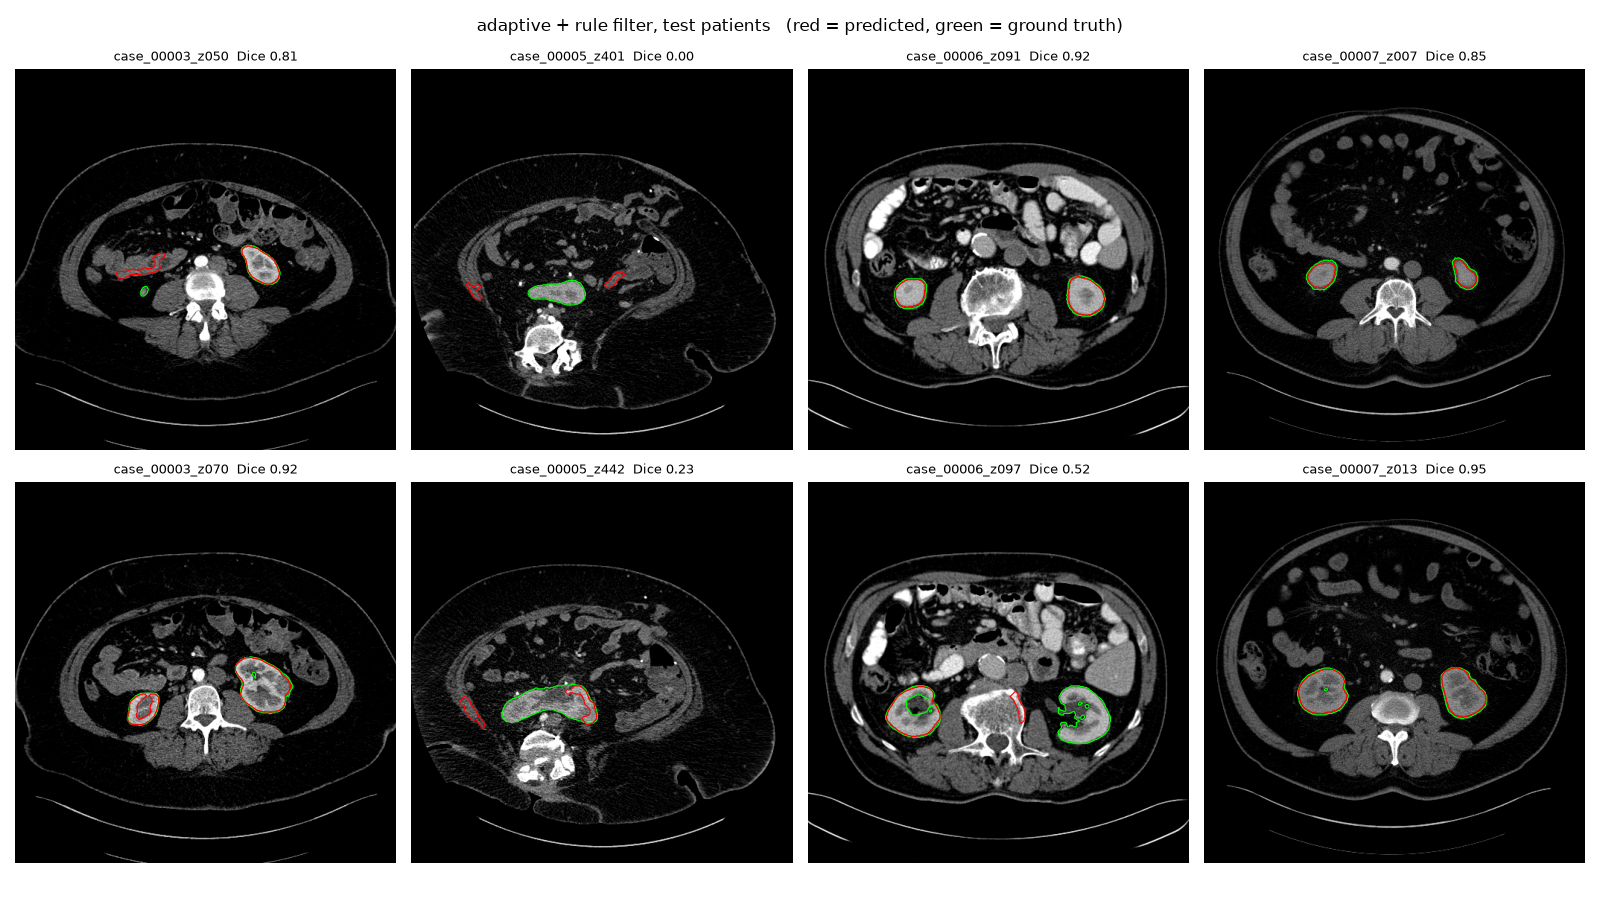 adaptive + rule filter, test patients   (red = predicted, green = ground truth)
case_00003_z050  Dice 0.81
case_00005_z401  Dice 0.00
case_00006_z091  Dice 0.92
case_00007_z007  Dice 0.85
case_00003_z070  Dice 0.92
case_00005_z442  Dice 0.23
case_00006_z097  Dice 0.52
case_00007_z013  Dice 0.95